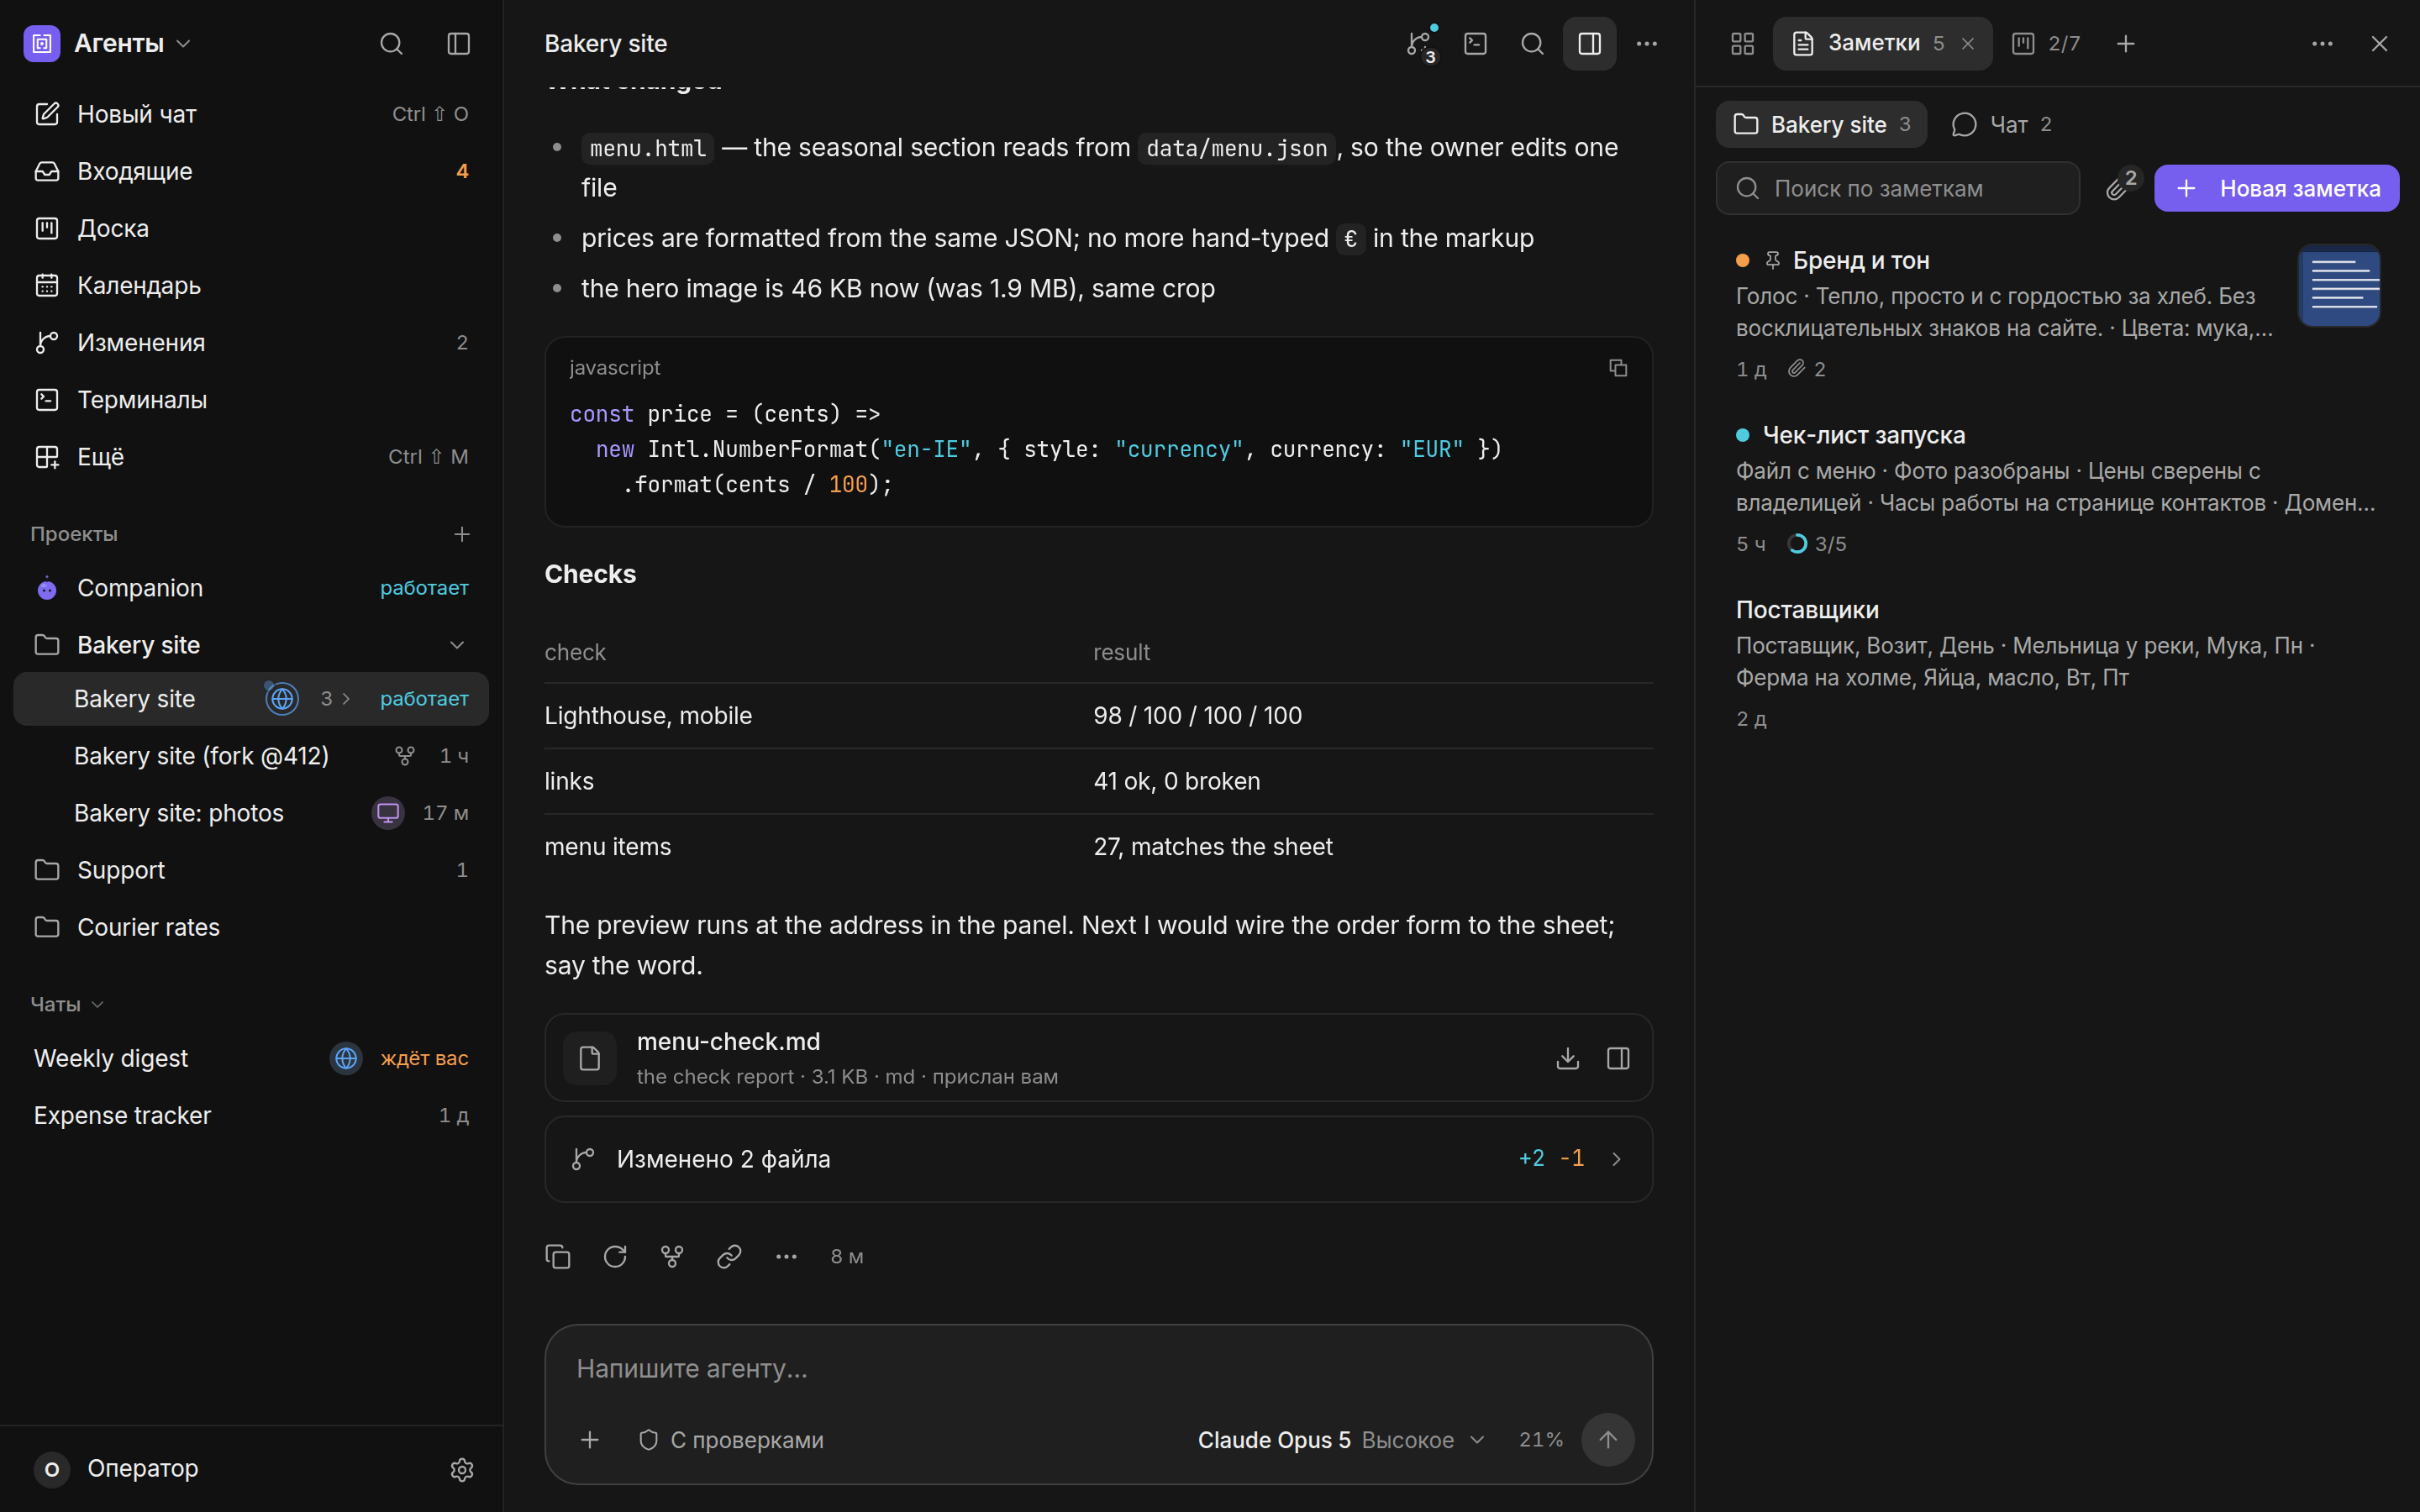 Агенты
Новый чат Ctrl ⇧ O
Входящие 4
Доска
Календарь
Изменения 2
Терминалы
Ещё Ctrl ⇧ M
Проекты
Companion работает
Bakery site
Bakery site 3 работает
Bakery site (fork @412) 1 ч
Bakery site: photos 17 м
Support 1
Courier rates
Чаты
Weekly digest ждёт вас
Expense tracker 1 д
О Оператор
Bakery site 3
What changed
menu.html — the seasonal section reads from data/menu.json, so the owner edits one
file
prices are formatted from the same JSON; no more hand-typed € in the markup
the hero image is 46 KB now (was 1.9 MB), same crop
javascript
const price = (cents) =>
new Intl.NumberFormat("en-IE", { style: "currency", currency: "EUR" })
.format(cents / 100);
Checks
check result
Lighthouse, mobile 98 / 100 / 100 / 100
links 41 ok, 0 broken
menu items 27, matches the sheet
The preview runs at the address in the panel. Next I would wire the order form to the sheet;
say the word.
menu-check.md
the check report · 3.1 KB · md · прислан вам
Изменено 2 файла +2 -1
8 м
Напишите агенту...
С проверками Claude Opus 5 Высокое 21%
Заметки 5 2/7
Bakery site 3 Чат 2
Поиск по заметкам 2 Новая заметка
Бренд и тон
Голос · Тепло, просто и с гордостью за хлеб. Без
восклицательных знаков на сайте. · Цвета: мука,...
1 д 2
Чек-лист запуска
Файл с меню · Фото разобраны · Цены сверены с
владелицей · Часы работы на странице контактов · Домен...
5 ч 3/5
Поставщики
Поставщик, Возит, День · Мельница у реки, Мука, Пн ·
Ферма на холме, Яйца, масло, Вт, Пт
2 д